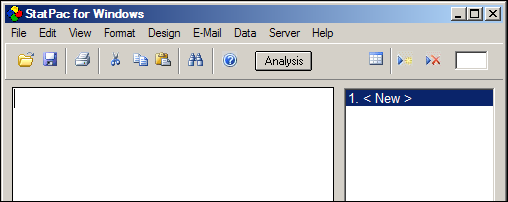 StatPac for Windows
File Edit View Format Design E-Mail Data Server Help
Analysis
1. < New >